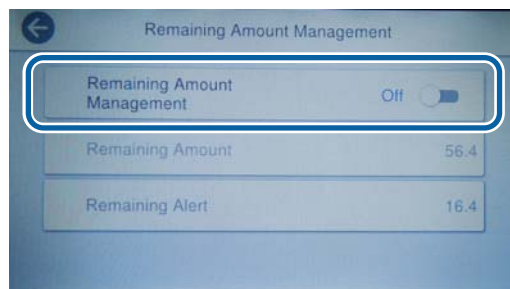 Remaining Amount Management
Remaining Amount
Management
Off
Remaining Amount
56.4
Remaining Alert
16.4